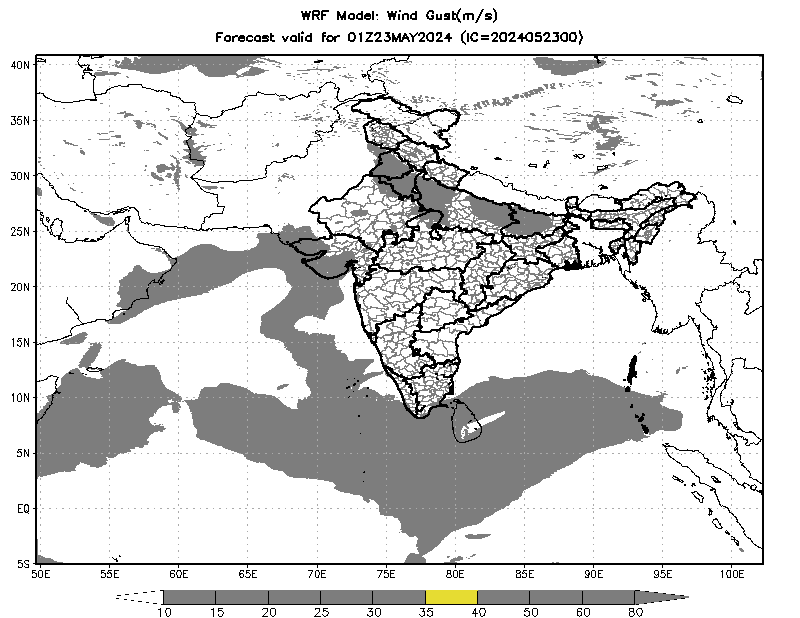 WRF Model: Wind Gust(m/s)
Forecast valid for 01Z23MAY2024 (IC=2024052300)
40N
35N
30N
25N
20N
15N
10N
5N
EQ
5S
50E 55E 60E 65E 70E 75E 80E 85E 90E 95E 100E
10 15 20 25 30 35 40 50 60 80